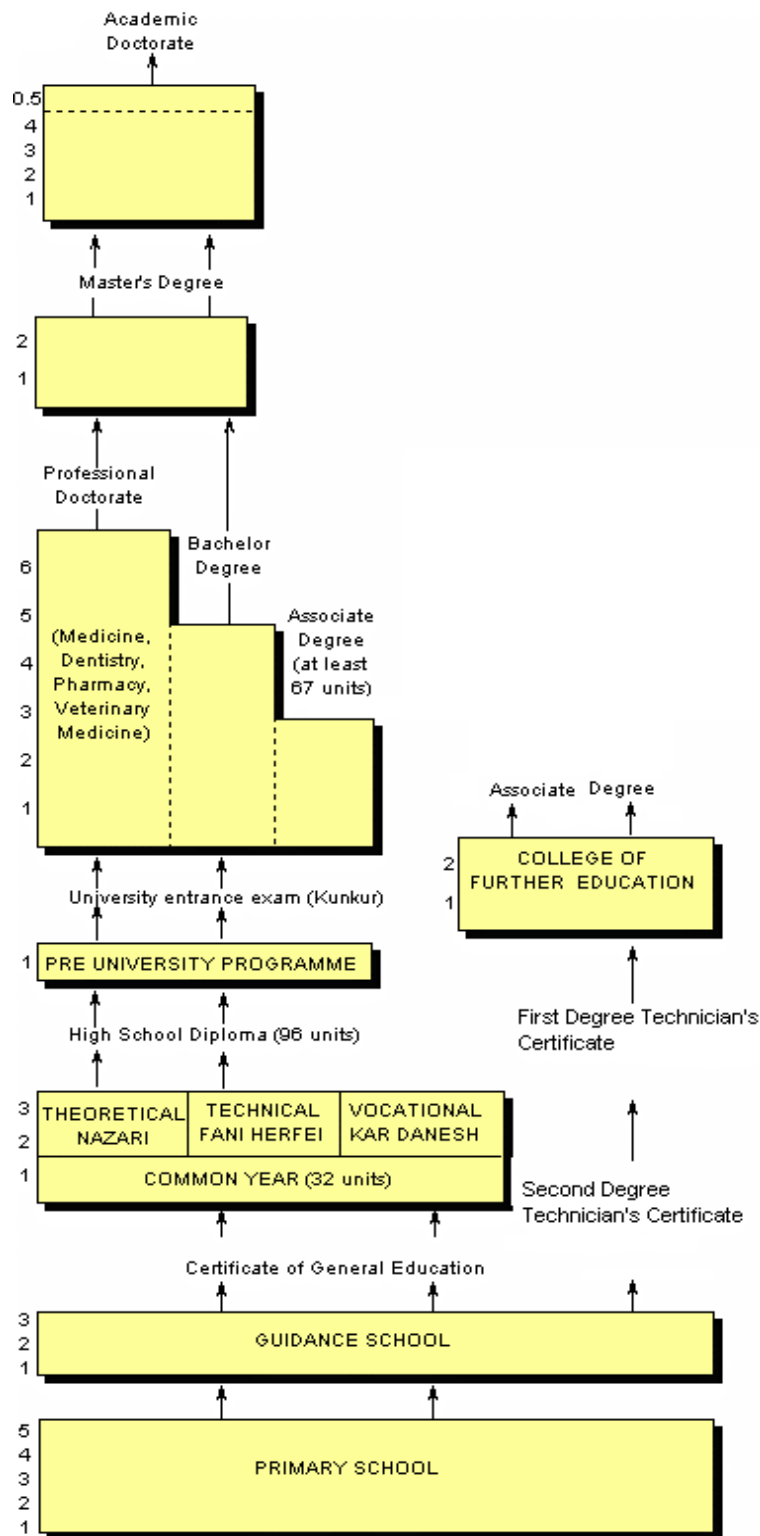 Academic
Doctorate
0.5
4
3
2
1
Master's Degree
2
1
Professional
Doctorate
Bachelor
Degree
Associate
Degree
(at least
67 units)
6
5
4
3
2
1
(Medicine,
Dentistry,
Pharmacy,
Veterinary
Medicine)
Associate Degree
2
1
COLLEGE OF
FURTHER EDUCATION
University entrance exam (Kunkur)
1
PRE UNIVERSITY PROGRAMME
First Degree Technician's
Certificate
High School Diploma (96 units)
3
2
1
THEORETICAL
NAZARI
TECHNICAL
FANI HERFEI
VOCATIONAL
KAR DANESH
COMMON YEAR (32 units)
Second Degree
Technician's Certificate
Certificate of General Education
3
2
1
GUIDANCE SCHOOL
5
4
3
2
1
PRIMARY SCHOOL